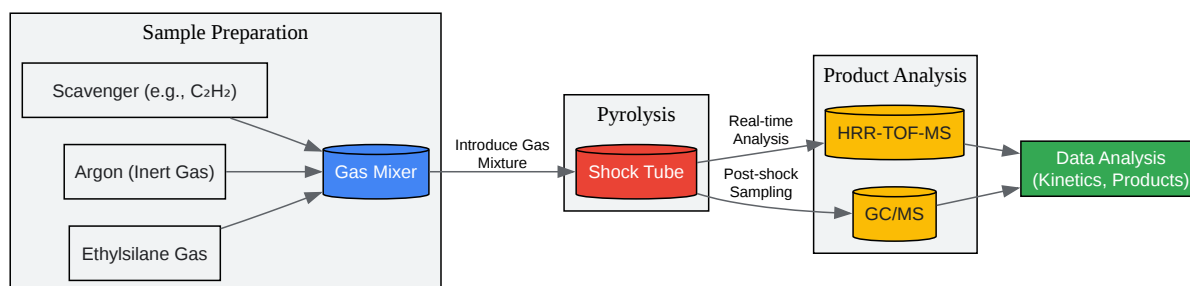 Sample Preparation
Scavenger (e.g., C₂H₂)
Argon (Inert Gas)
Ethylsilane Gas
Gas Mixer
Introduce Gas
Mixture
Pyrolysis
Shock Tube
Real-time
Analysis
Post-shock
Sampling
Product Analysis
HRR-TOF-MS
GC/MS
Data Analysis
(Kinetics, Products)